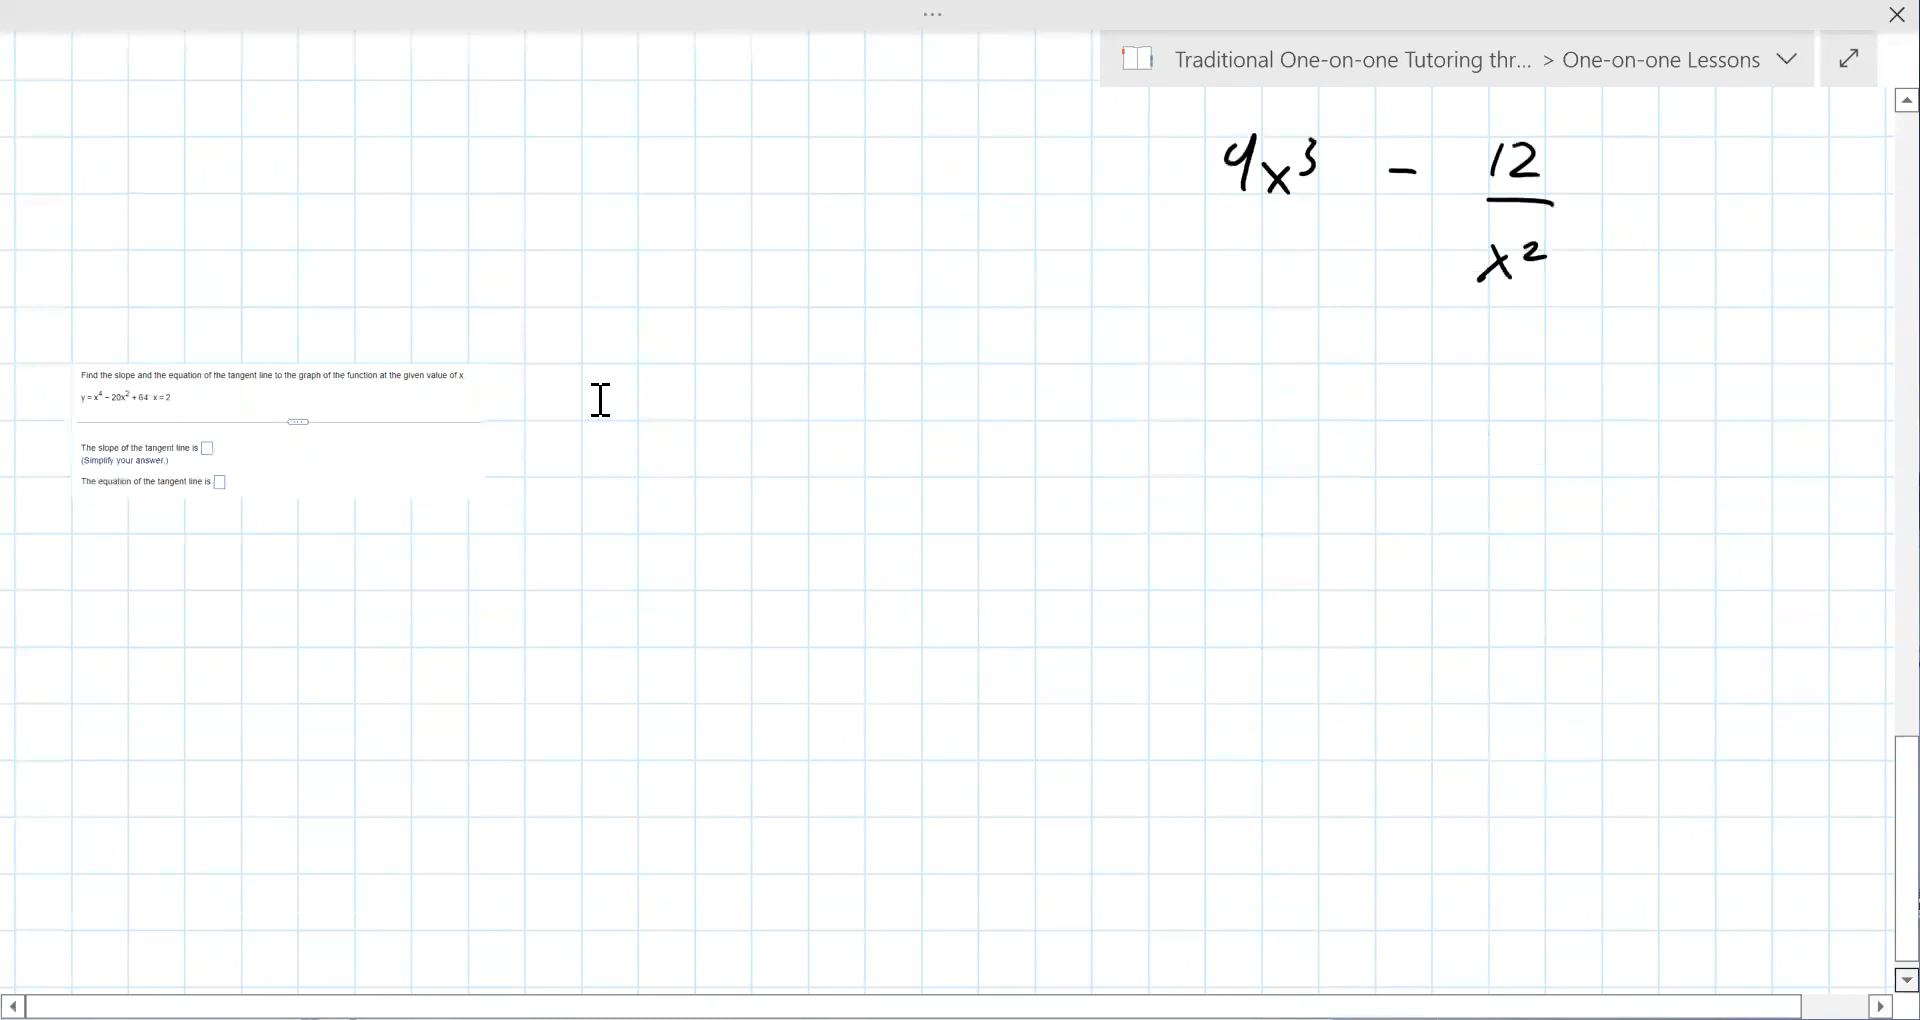 Traditional One-on-one Tutoring thr... > One-on-one Lessons
4x³ - 12
x²
Find the slope and the equation of the tangent line to the graph of the function at the given value of x
y = x⁴ − 20x² + 64 x = 2
The slope of the tangent line is
(Simplify your answer.)
The equation of the tangent line is